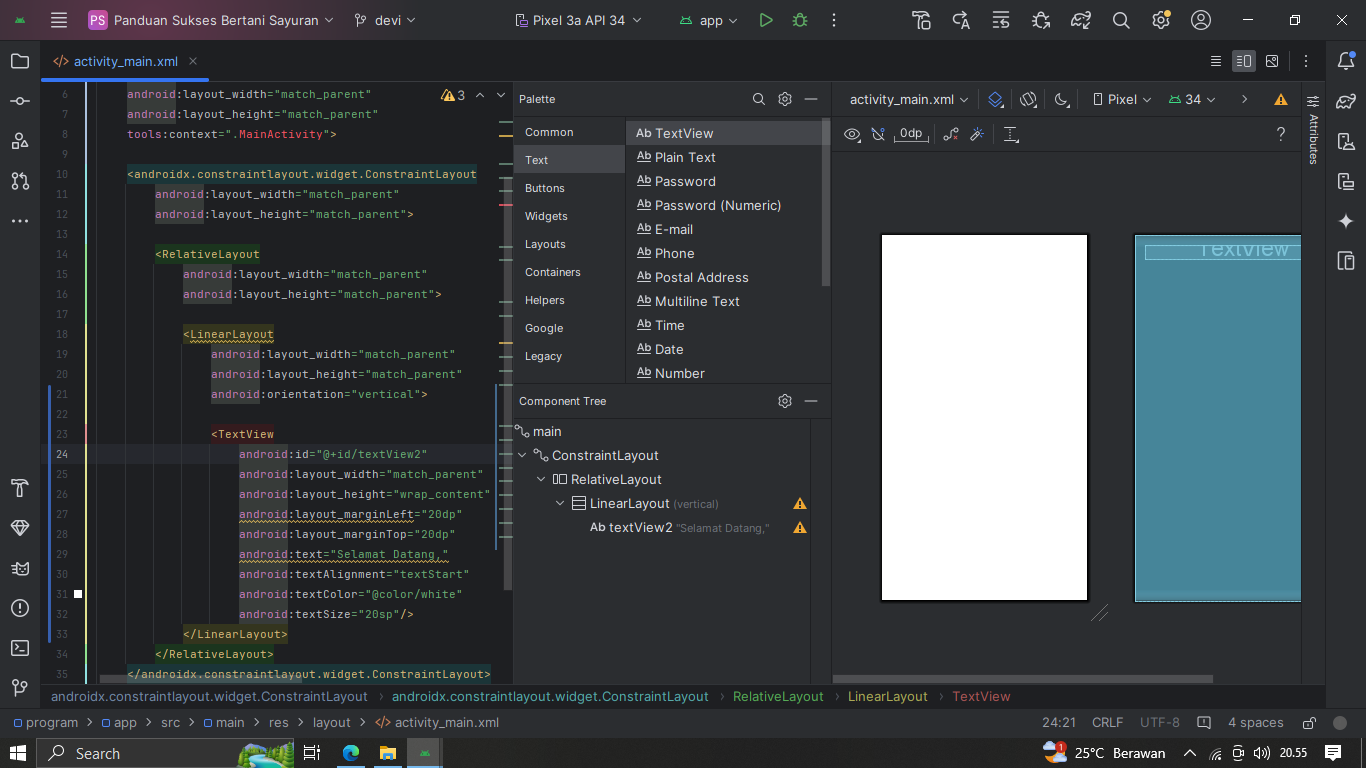 PS Panduan Sukses Bertani Sayuran devi Pixel 3a API 34 app
</> activity_main.xml
6 android:layout_width="match_parent"
7 android:layout_height="match_parent"
8 tools:context=".MainActivity">
9
10 <androidx.constraintlayout.widget.ConstraintLayout
11 android:layout_width="match_parent"
12 android:layout_height="match_parent">
13
14 <RelativeLayout
15 android:layout_width="match_parent"
16 android:layout_height="match_parent">
17
18 <LinearLayout
19 android:layout_width="match_parent"
20 android:layout_height="match_parent"
21 android:orientation="vertical">
22
23 <TextView
24 android:id="@+id/textView2"
25 android:layout_width="match_parent"
26 android:layout_height="wrap_content"
27 android:layout_marginLeft="20dp"
28 android:layout_marginTop="20dp"
29 android:text="Selamat Datang,"
30 android:textAlignment="textStart"
31 android:textColor="@color/white"
32 android:textSize="20sp"/>
33 </LinearLayout>
34 </RelativeLayout>
35 </androidx.constraintlayout.widget.ConstraintLayout>
3
Palette
Common
Text
Buttons
Widgets
Layouts
Containers
Helpers
Google
Legacy
Ab TextView
Ab Plain Text
Ab Password
Ab Password (Numeric)
Ab E-mail
Ab Phone
Ab Postal Address
Ab Multiline Text
Ab Time
Ab Date
Ab Number
Component Tree
main
ConstraintLayout
RelativeLayout
LinearLayout (vertical)
Ab textView2 "Selamat Datang,"
activity_main.xml Pixel 34
0dp ?
TextView
Attributes
androidx.constraintlayout.widget.ConstraintLayout > androidx.constraintlayout.widget.ConstraintLayout > RelativeLayout > LinearLayout > TextView
program > app > src > main > res > layout > </> activity_main.xml 24:21 CRLF UTF-8 4 spaces
Search 1 25°C Berawan 20.55